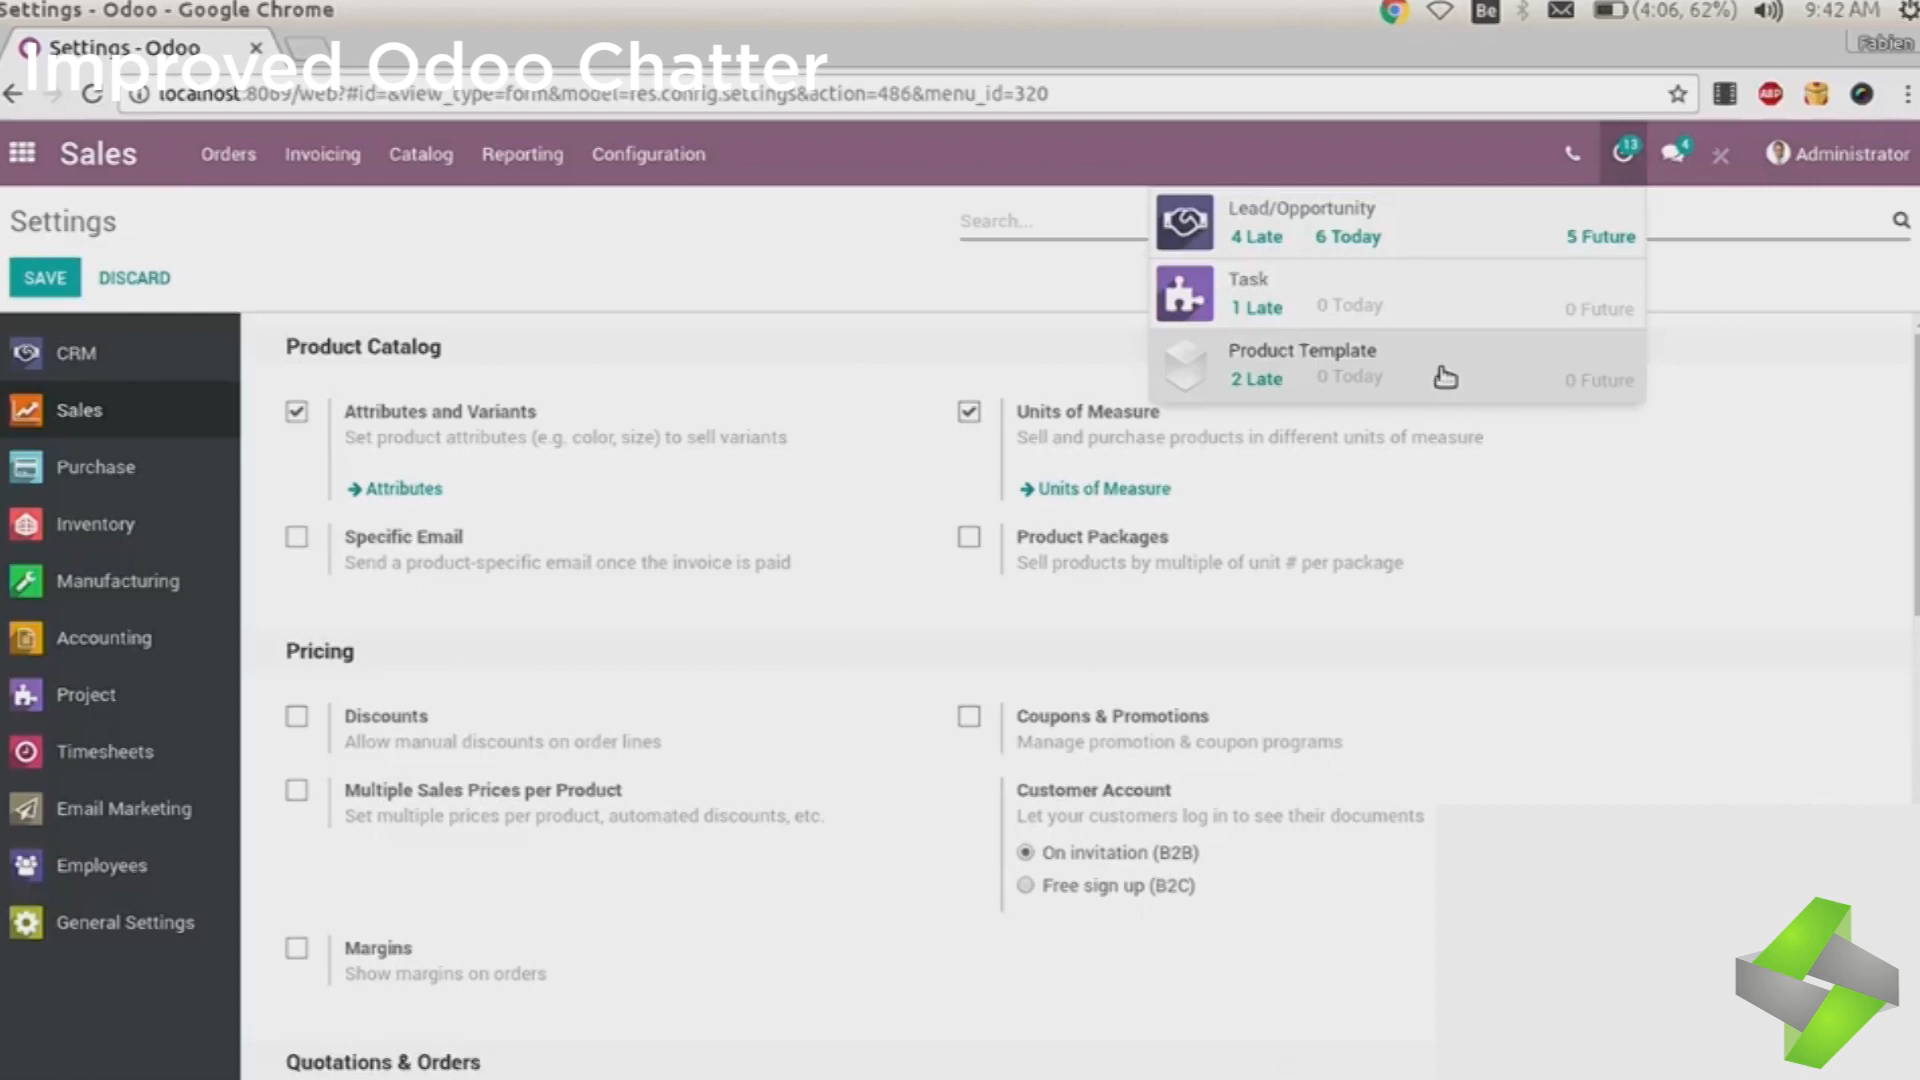 Settings - Odoo - Google Chrome
Be
(4:06, 62%)
9:42 AM
Settings - Odoo
Fabien
Improved Odoo Chatter
localhost:8069/web?#id=&view_type=form&model=res.config.settings&action=486&menu_id=320
ABP
Sales
Orders
Invoicing
Catalog
Reporting
Configuration
13
4
Administrator
Settings
Search...
SAVE
DISCARD
Lead/Opportunity
4 Late 6 Today 5 Future
Task
1 Late 0 Today 0 Future
Product Template
2 Late 0 Today 0 Future
CRM
Sales
Purchase
Inventory
Manufacturing
Accounting
Project
Timesheets
Email Marketing
Employees
General Settings
Product Catalog
Attributes and Variants
Set product attributes (e.g. color, size) to sell variants
Attributes
Units of Measure
Sell and purchase products in different units of measure
Units of Measure
Specific Email
Send a product-specific email once the invoice is paid
Product Packages
Sell products by multiple of unit # per package
Pricing
Discounts
Allow manual discounts on order lines
Coupons & Promotions
Manage promotion & coupon programs
Multiple Sales Prices per Product
Set multiple prices per product, automated discounts, etc.
Customer Account
Let your customers log in to see their documents
On invitation (B2B)
Free sign up (B2C)
Margins
Show margins on orders
Quotations & Orders